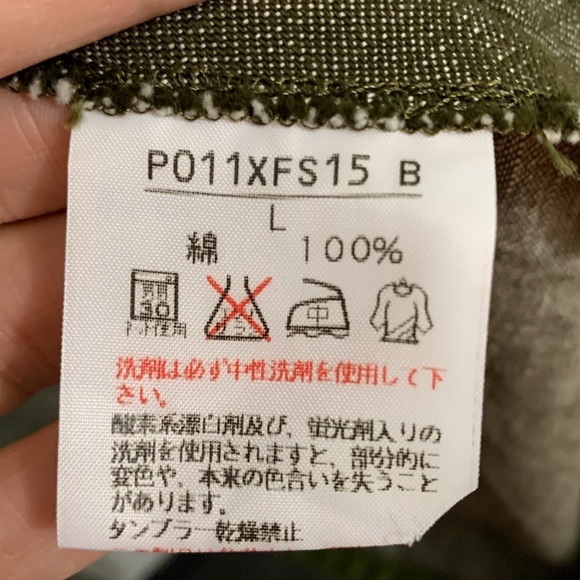 P011XFS15 B
L
綿 100%
30
ネット使用
中
洗剤は必ず中性洗剤を使用して下
さい。
酸素系漂白剤及び、蛍光剤入りの
洗剤を使用されますと、部分的に
変色や、本来の色合いを失うこと
があります。
タンブラー乾燥禁止